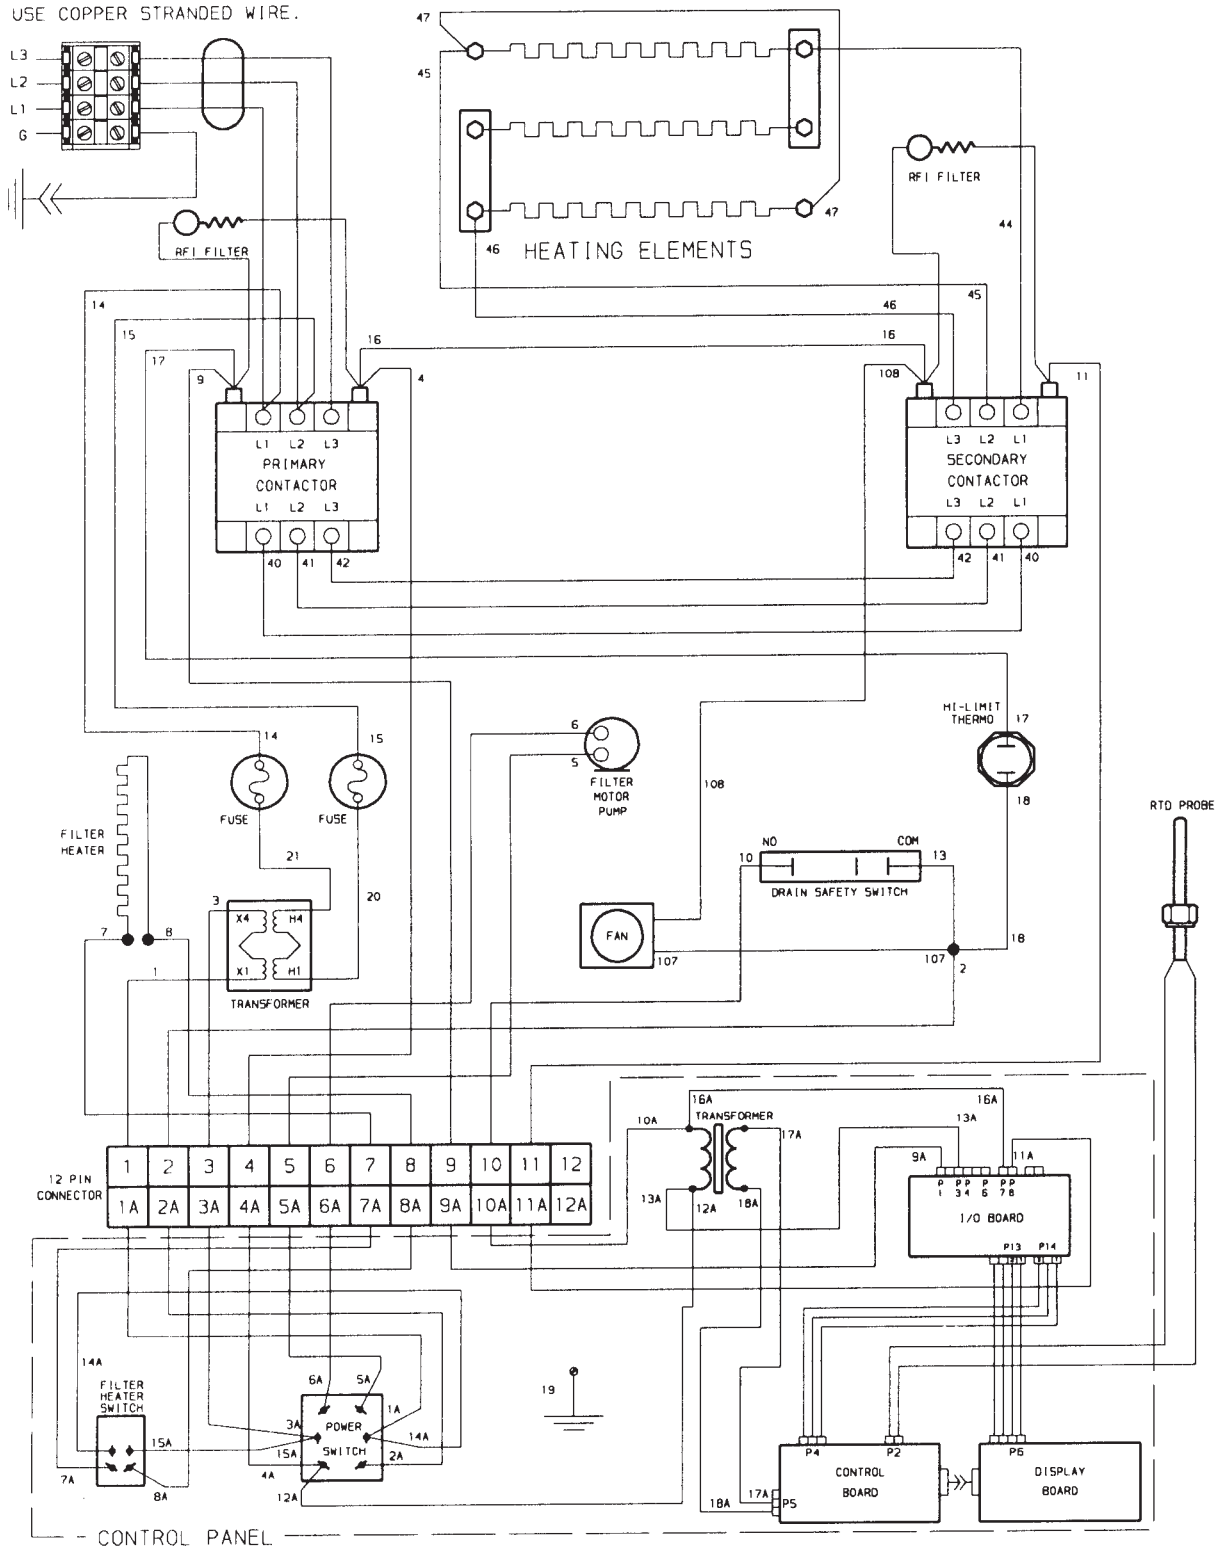 USE COPPER STRANDED WIRE.
47
L3
45
L2
L1
G
RFI FILTER
47
44
46
HEATING ELEMENTS
RFI FILTER
14
45
46
15
16
16
17
9
4
108
11
L1 L2 L3
L3 L2 L1
PRIMARY
CONTACTOR
SECONDARY
CONTACTOR
L1 L2 L3
L3 L2 L1
40 41 42
42 41 40
HI-LIMIT
THERMO
17
6
14
15
5
FILTER
MOTOR
PUMP
108
18
FUSE
FUSE
RTD PROBE
FILTER
HEATER
NO
COM
21
10
13
DRAIN SAFETY SWITCH
20
3
X4 H4
7
8
FAN
18
107
107
1
X1 H1
2
TRANSFORMER
16A
TRANSFORMER
16A
10A
13A
17A
9A
11A
12 PIN
CONNECTOR
1 2 3 4 5 6 7 8 9 10 11 12
1A 2A 3A 4A 5A 6A 7A 8A 9A 10A 11A 12A
13A
12A
18A
P P P P P P
1 3 4 6 7 8
I/O BOARD
P13 P14
14A
FILTER
HEATER
SWITCH
6A
5A
19
1A
3A
POWER
14A
15A
15A
SWITCH
2A
7A
4A
8A
12A
P4
P2
P6
CONTROL
BOARD
DISPLAY
BOARD
17A
18A
P5
CONTROL PANEL